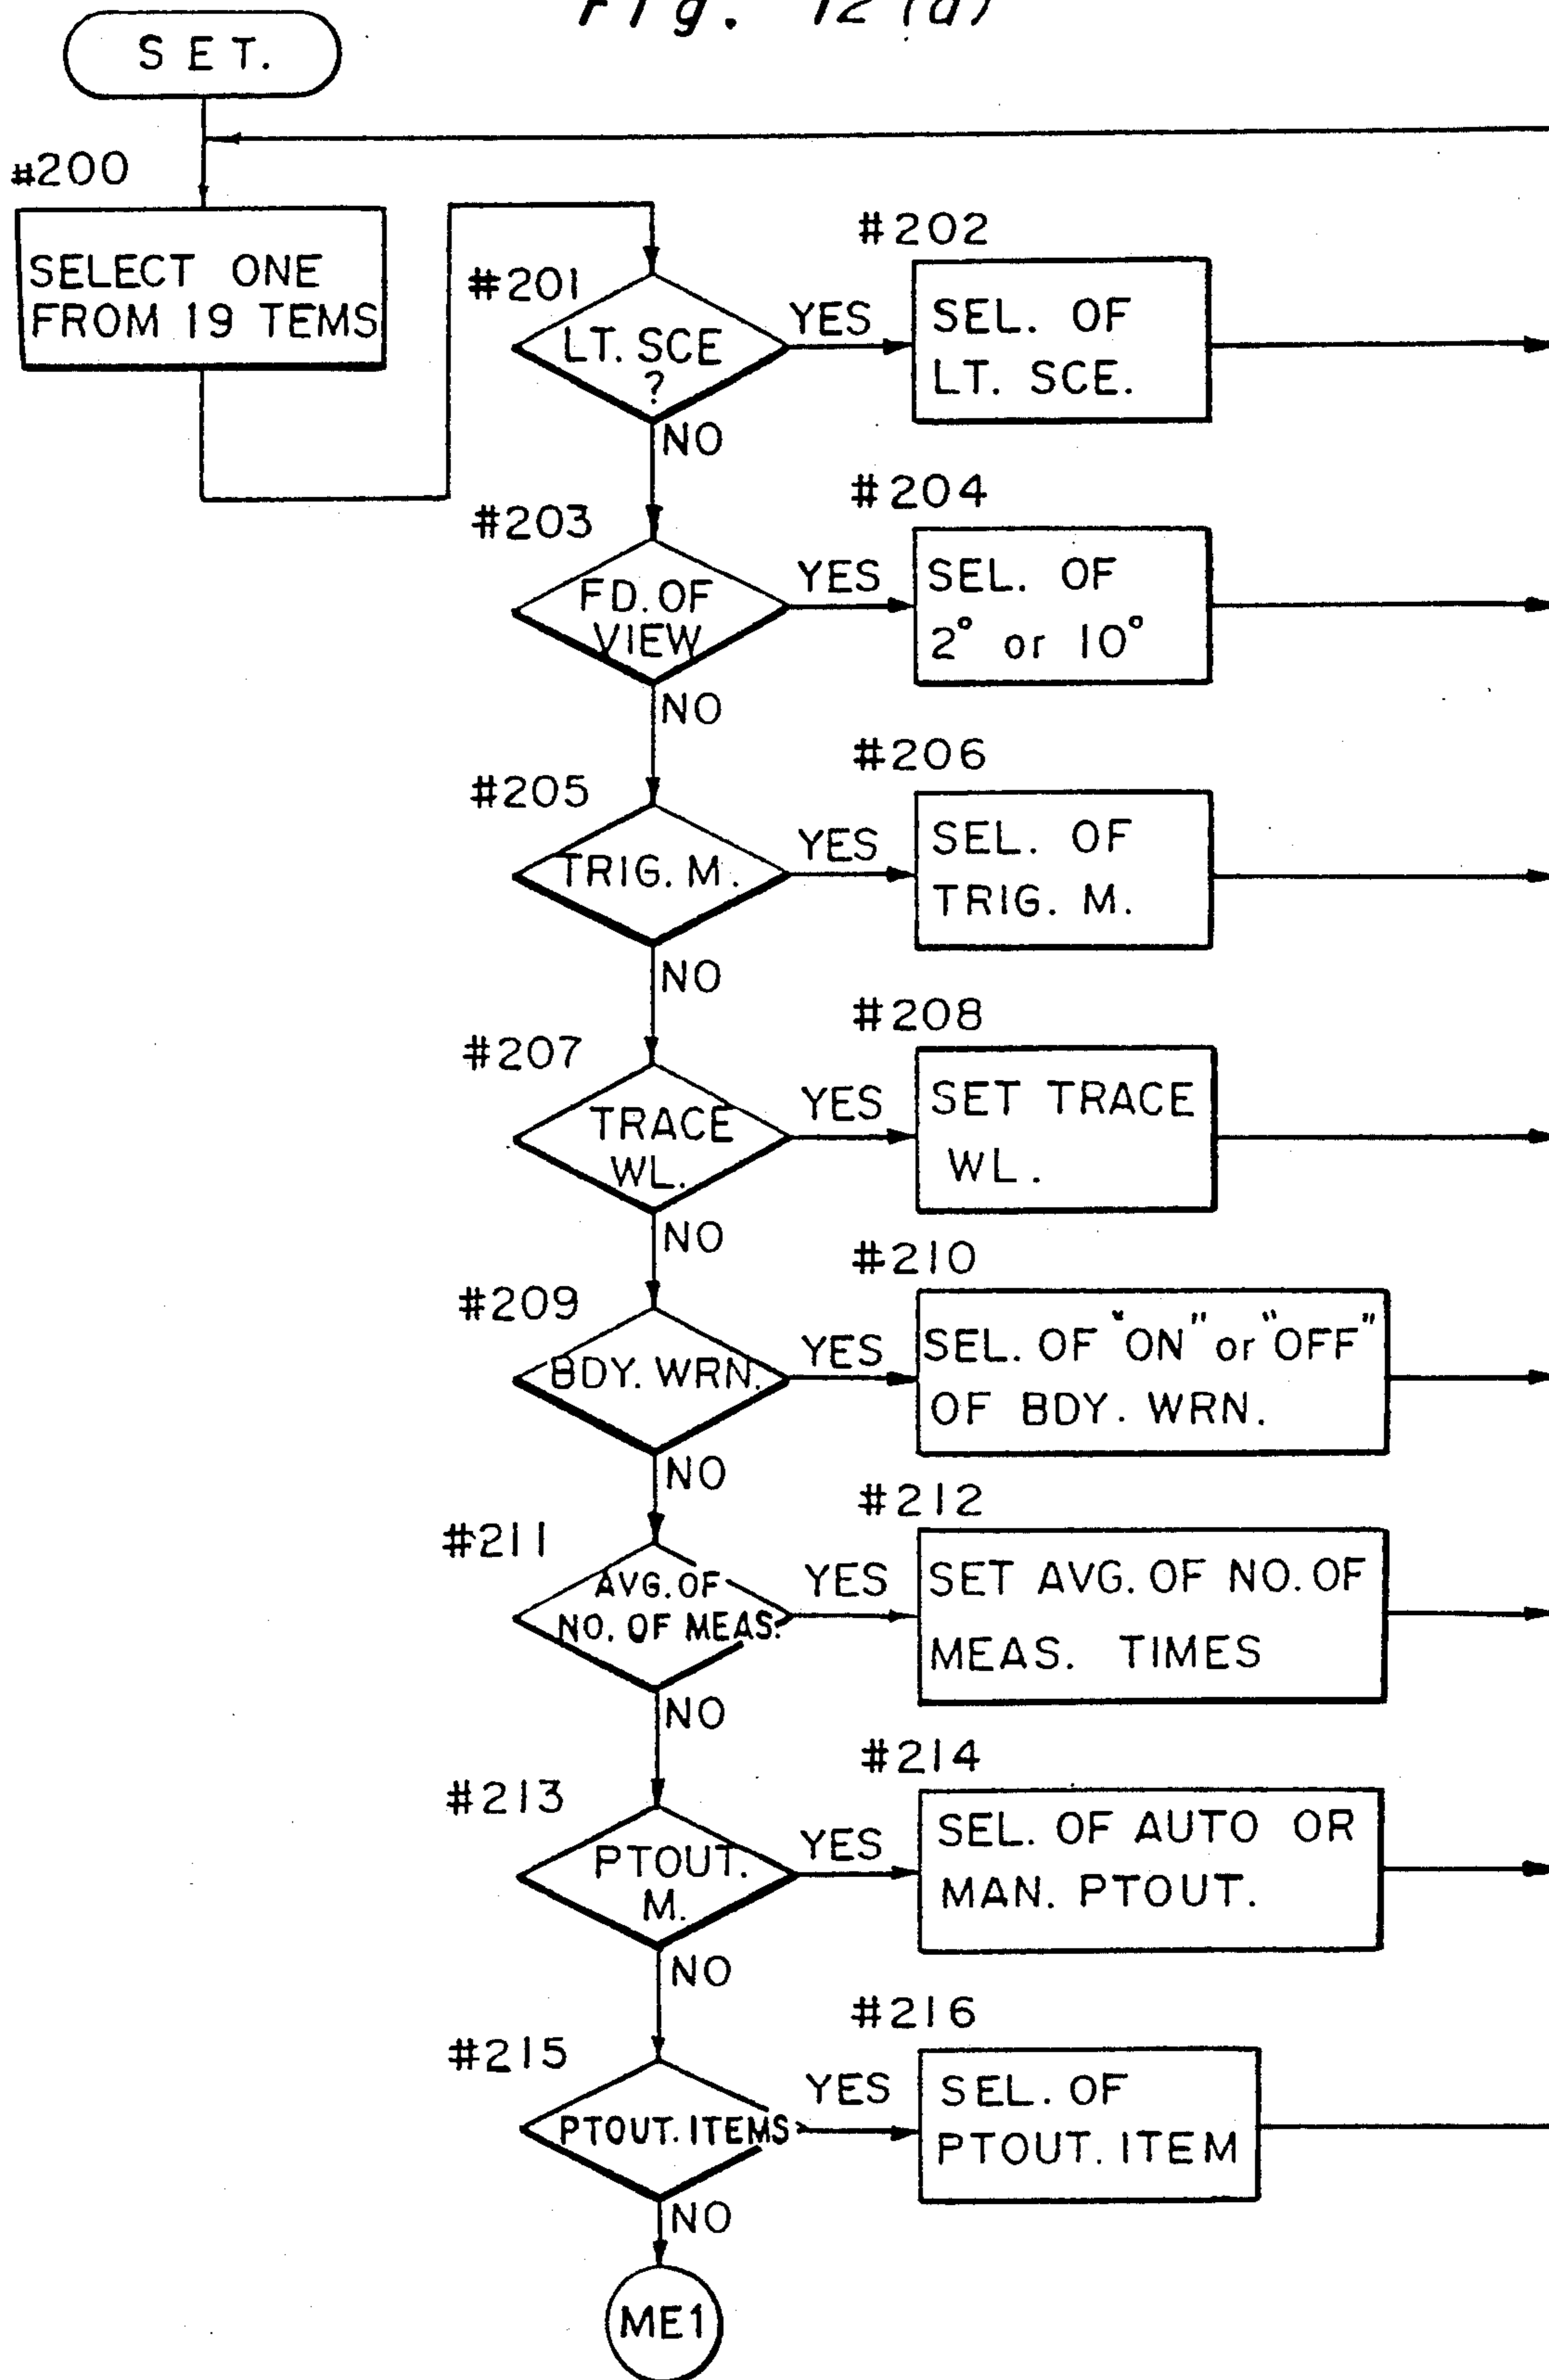 Fig. 12 (a)
SET.
#200
SELECT ONE
FROM 19 TEMS
#201
LT. SCE
?
YES
NO
#202
SEL. OF
LT. SCE.
#203
FD. OF
VIEW
YES
NO
#204
SEL. OF
2° or 10°
#205
TRIG. M.
YES
NO
#206
SEL. OF
TRIG. M.
#207
TRACE
WL.
YES
NO
#208
SET TRACE
WL.
#209
BDY. WRN.
YES
NO
#210
SEL. OF "ON" or "OFF"
OF BDY. WRN.
#211
AVG. OF
NO. OF MEAS.
YES
NO
#212
SET AVG. OF NO. OF
MEAS. TIMES
#213
PTOUT.
M.
YES
NO
#214
SEL. OF AUTO OR
MAN. PTOUT.
#215
PTOUT. ITEMS
YES
NO
#216
SEL. OF
PTOUT. ITEM
ME1